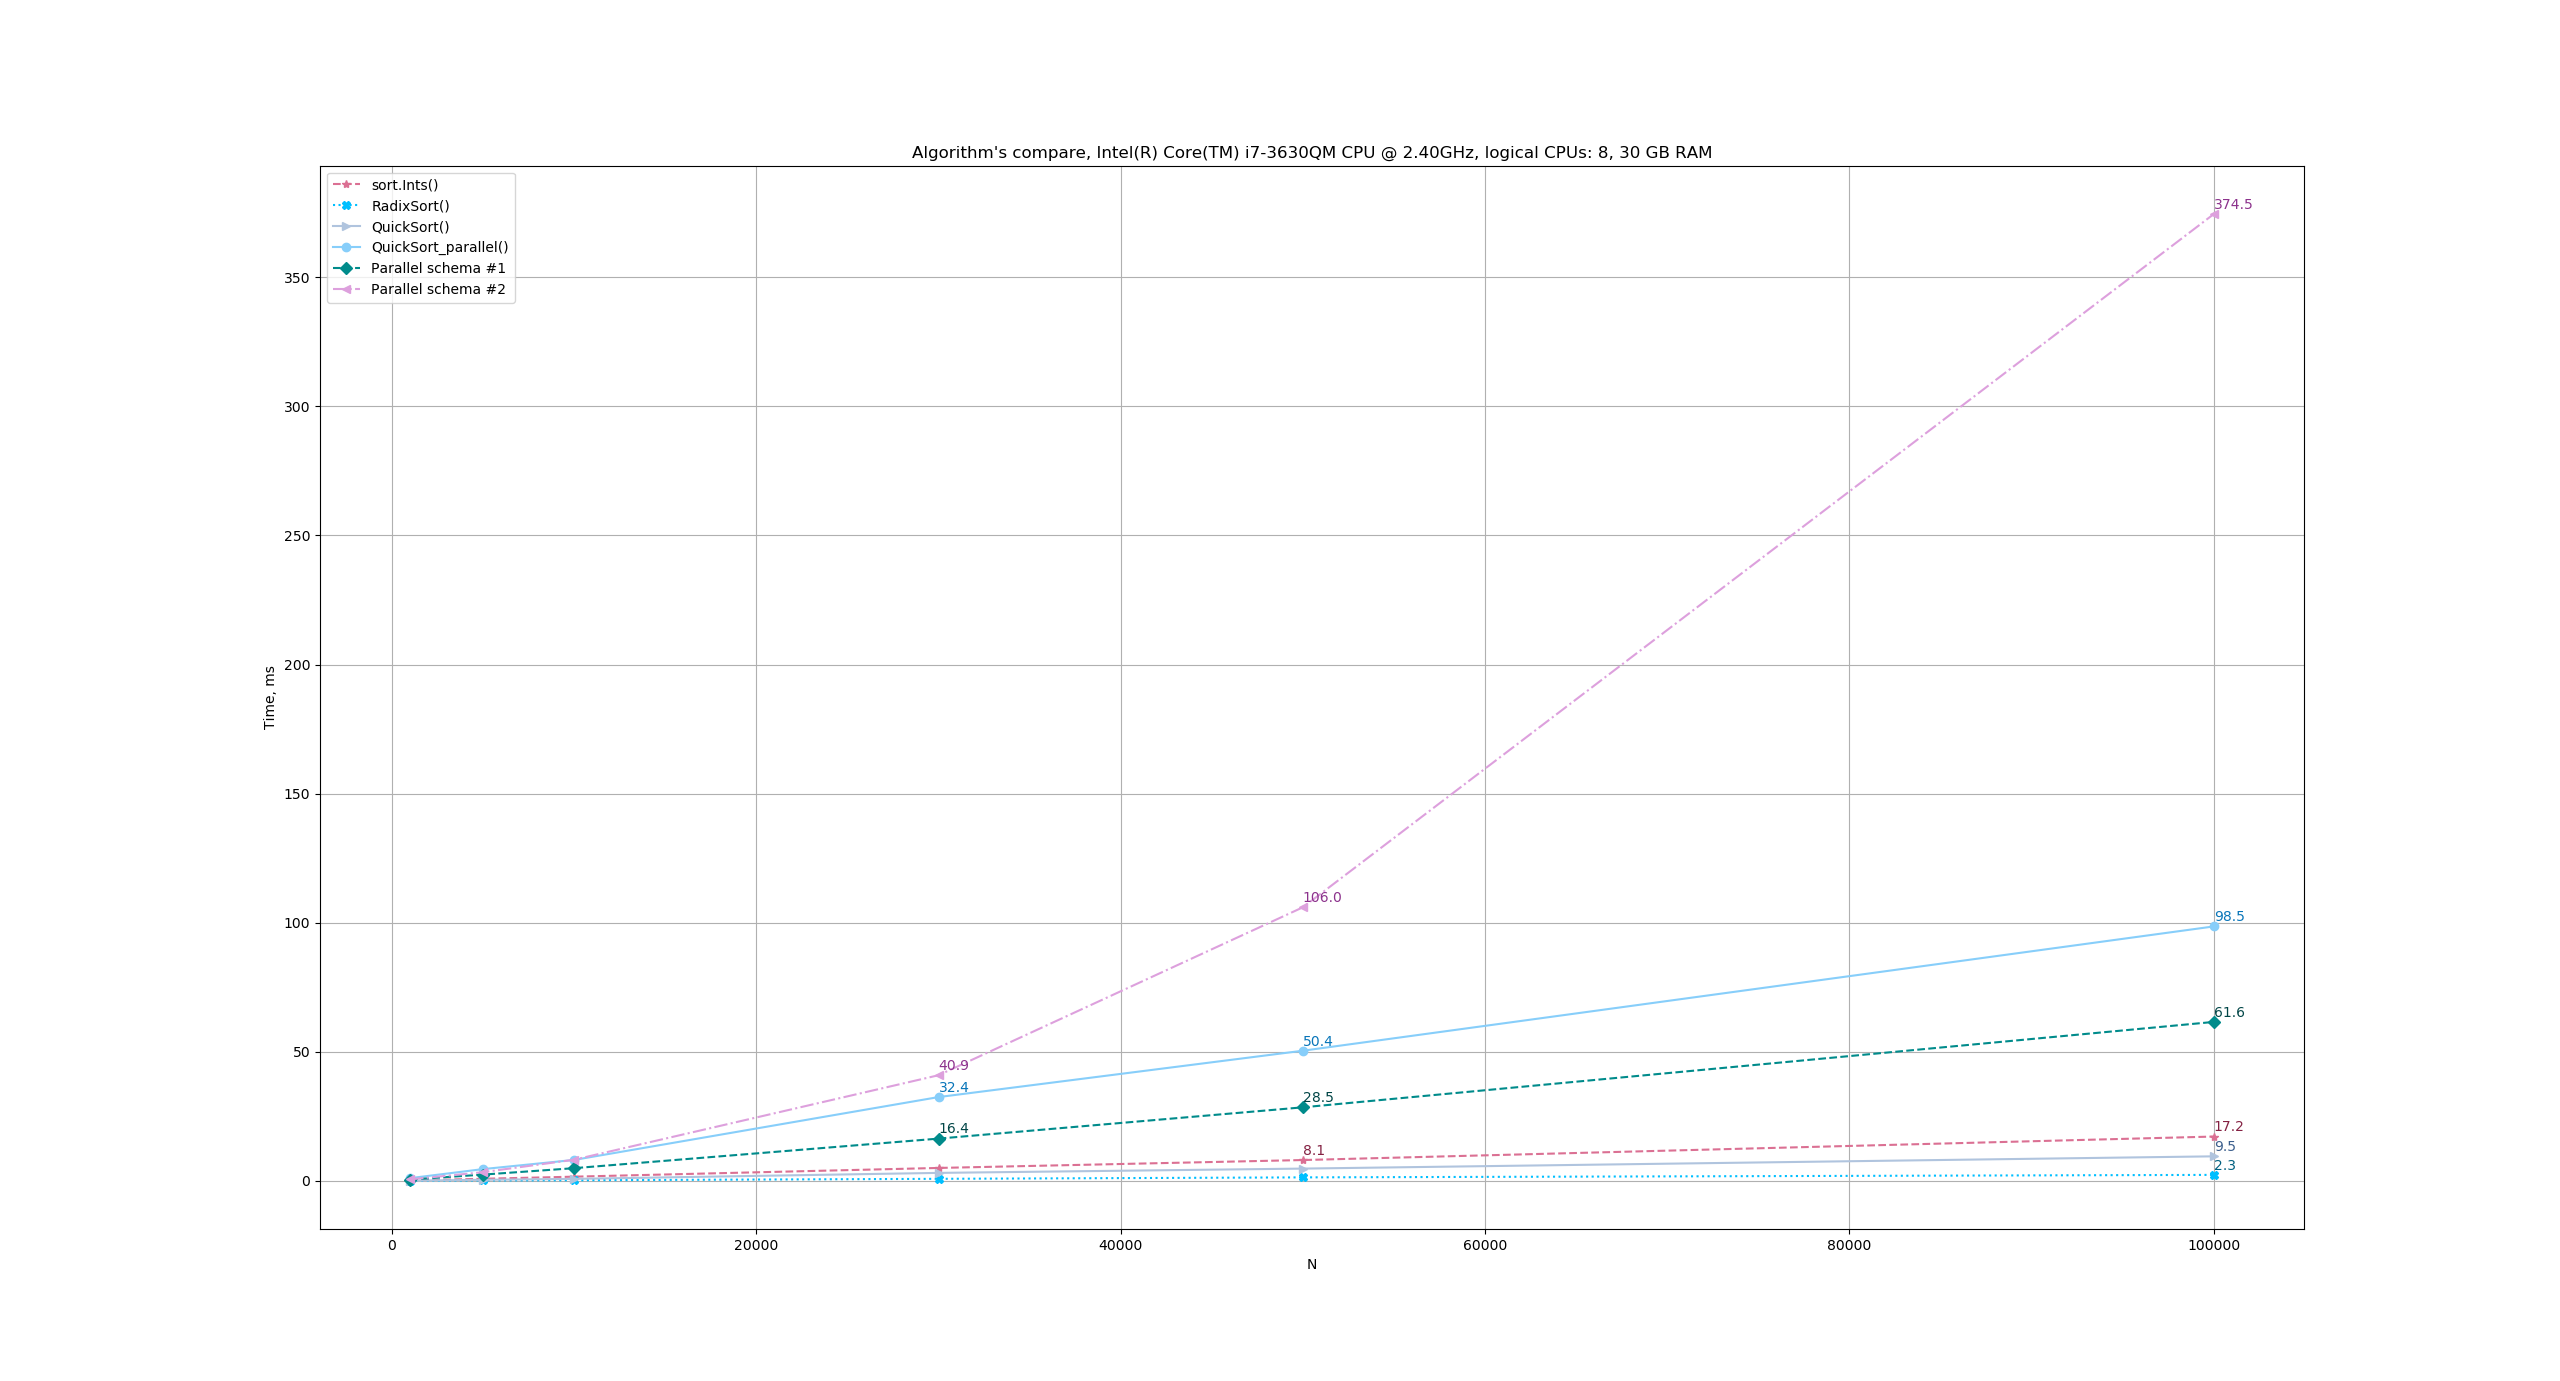 Algorithm's compare, Intel(R) Core(TM) i7-3630QM CPU @ 2.40GHz, logical CPUs: 8, 30 GB RAM
sort.Ints()
RadixSort()
QuickSort()
QuickSort_parallel()
Parallel schema #1
Parallel schema #2
374.5
350
300
250
200
Time, ms
150
106.0
100
98.5
61.6
50
50.4
40.9
32.4
28.5
16.4
8.1
17.2
9.5
2.3
0
0 20000 40000 60000 80000 100000
N